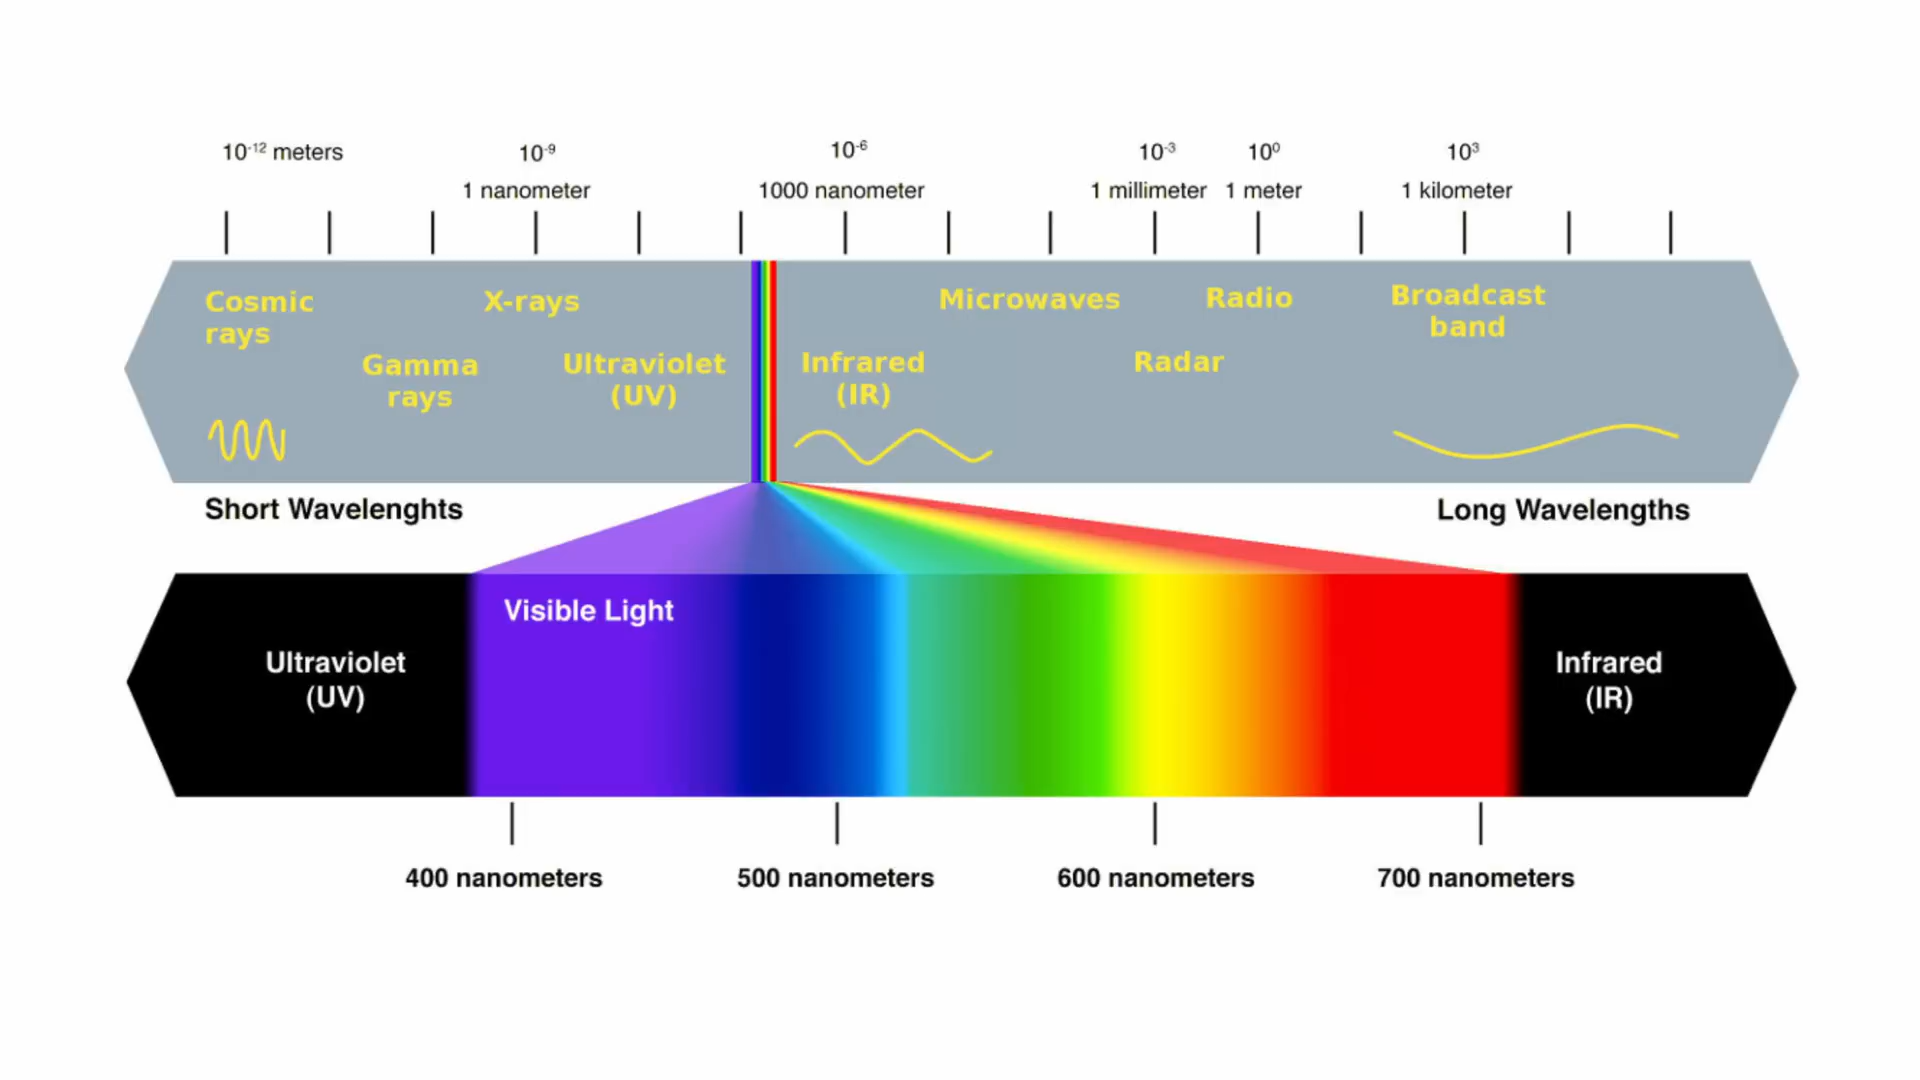 10⁻¹² meters
10⁻⁹
10⁻⁶
10⁻³
10⁰
10³
1 nanometer
1000 nanometer
1 millimeter
1 meter
1 kilometer
Cosmic
rays
X-rays
Microwaves
Radio
Broadcast
band
Gamma
rays
Ultraviolet
(UV)
Infrared
(IR)
Radar
Short Wavelenghts
Long Wavelengths
Visible Light
Ultraviolet
(UV)
Infrared
(IR)
400 nanometers
500 nanometers
600 nanometers
700 nanometers